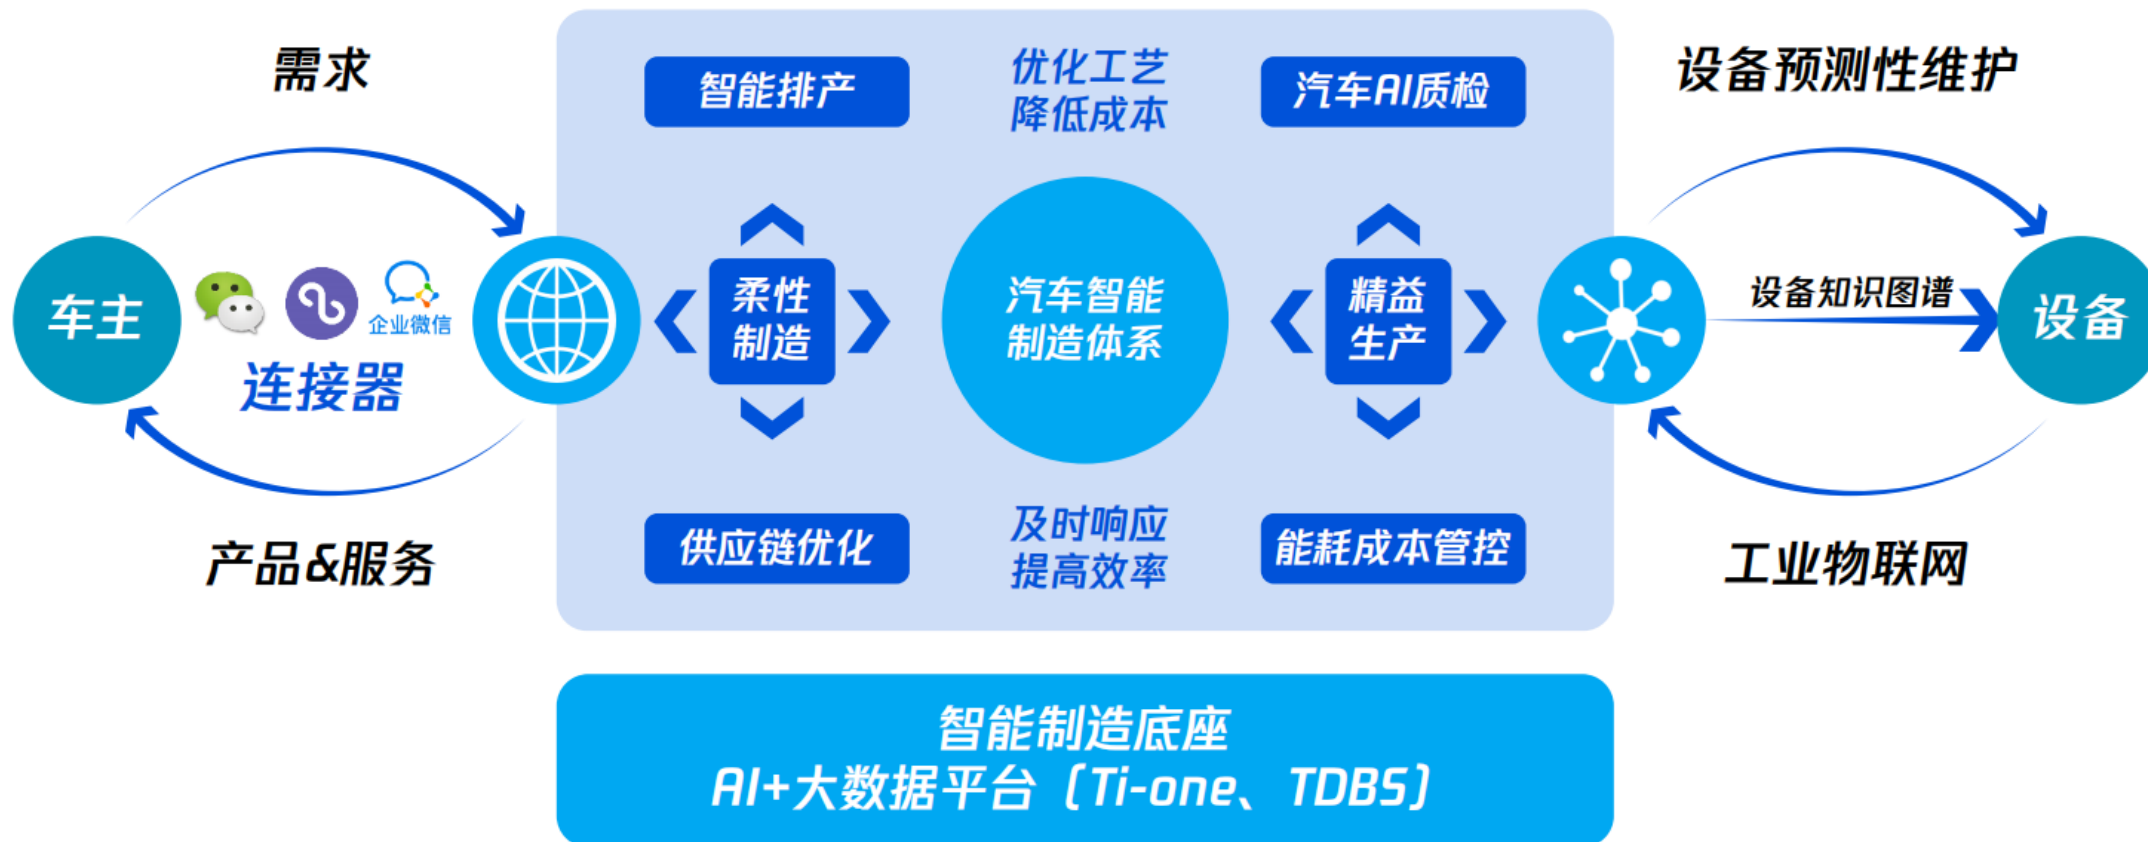 需求
智能排产
优化工艺
降低成本
汽车AI质检
设备预测性维护
车主
企业微信
连接器
柔性
制造
汽车智能
制造体系
精益
生产
设备知识图谱
设备
产品&服务
供应链优化
及时响应
提高效率
能耗成本管控
工业物联网
智能制造底座
AI+大数据平台（Ti-one、TDBS）